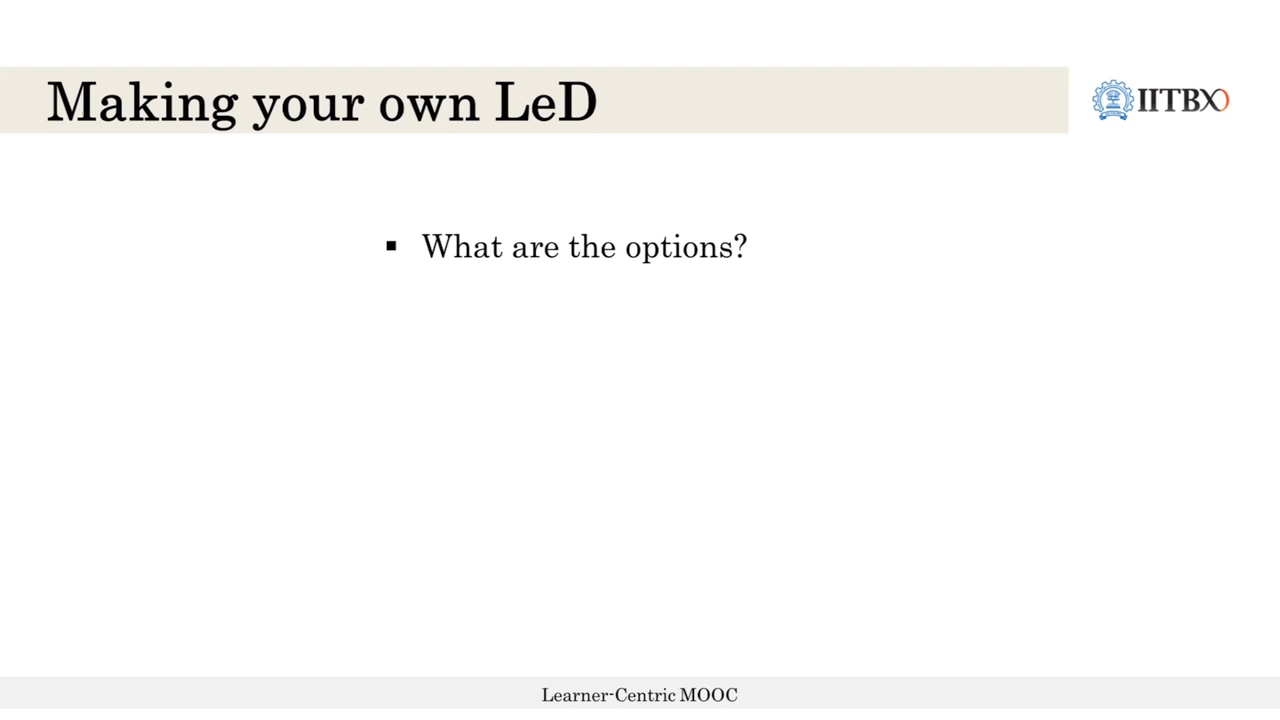 Making your own LeD
IITBX
▪ What are the options?
Learner-Centric MOOC